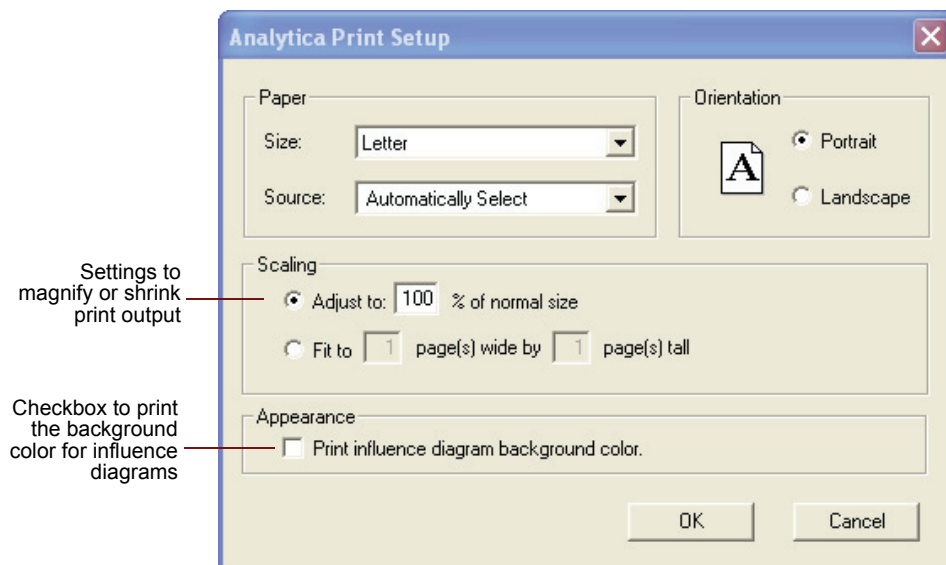 Analytica Print Setup
Paper
Size: Letter
Source: Automatically Select
Orientation
A
Portrait
Landscape
Settings to
magnify or shrink
print output
Scaling
Adjust to: 100 % of normal size
Fit to 1 page(s) wide by 1 page(s) tall
Checkbox to print
the background
color for influence
diagrams
Appearance
Print influence diagram background color.
OK Cancel